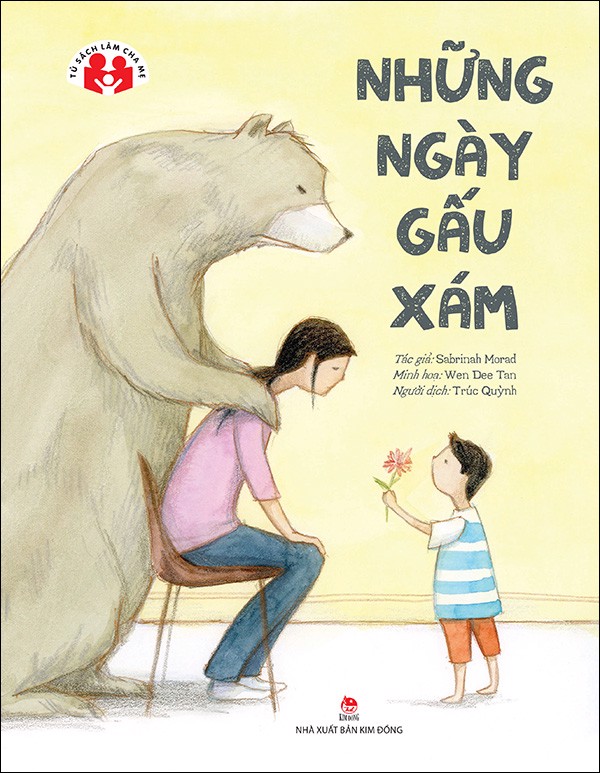 TỦ SÁCH LÀM CHA MẸ
NHỮNG
NGÀY
GẤU
XÁM
Tác giả: Sabrinah Morad
Minh họa: Wen Dee Tan
Người dịch: Trúc Quỳnh
KIM ĐỒNG
NHÀ XUẤT BẢN KIM ĐỒNG